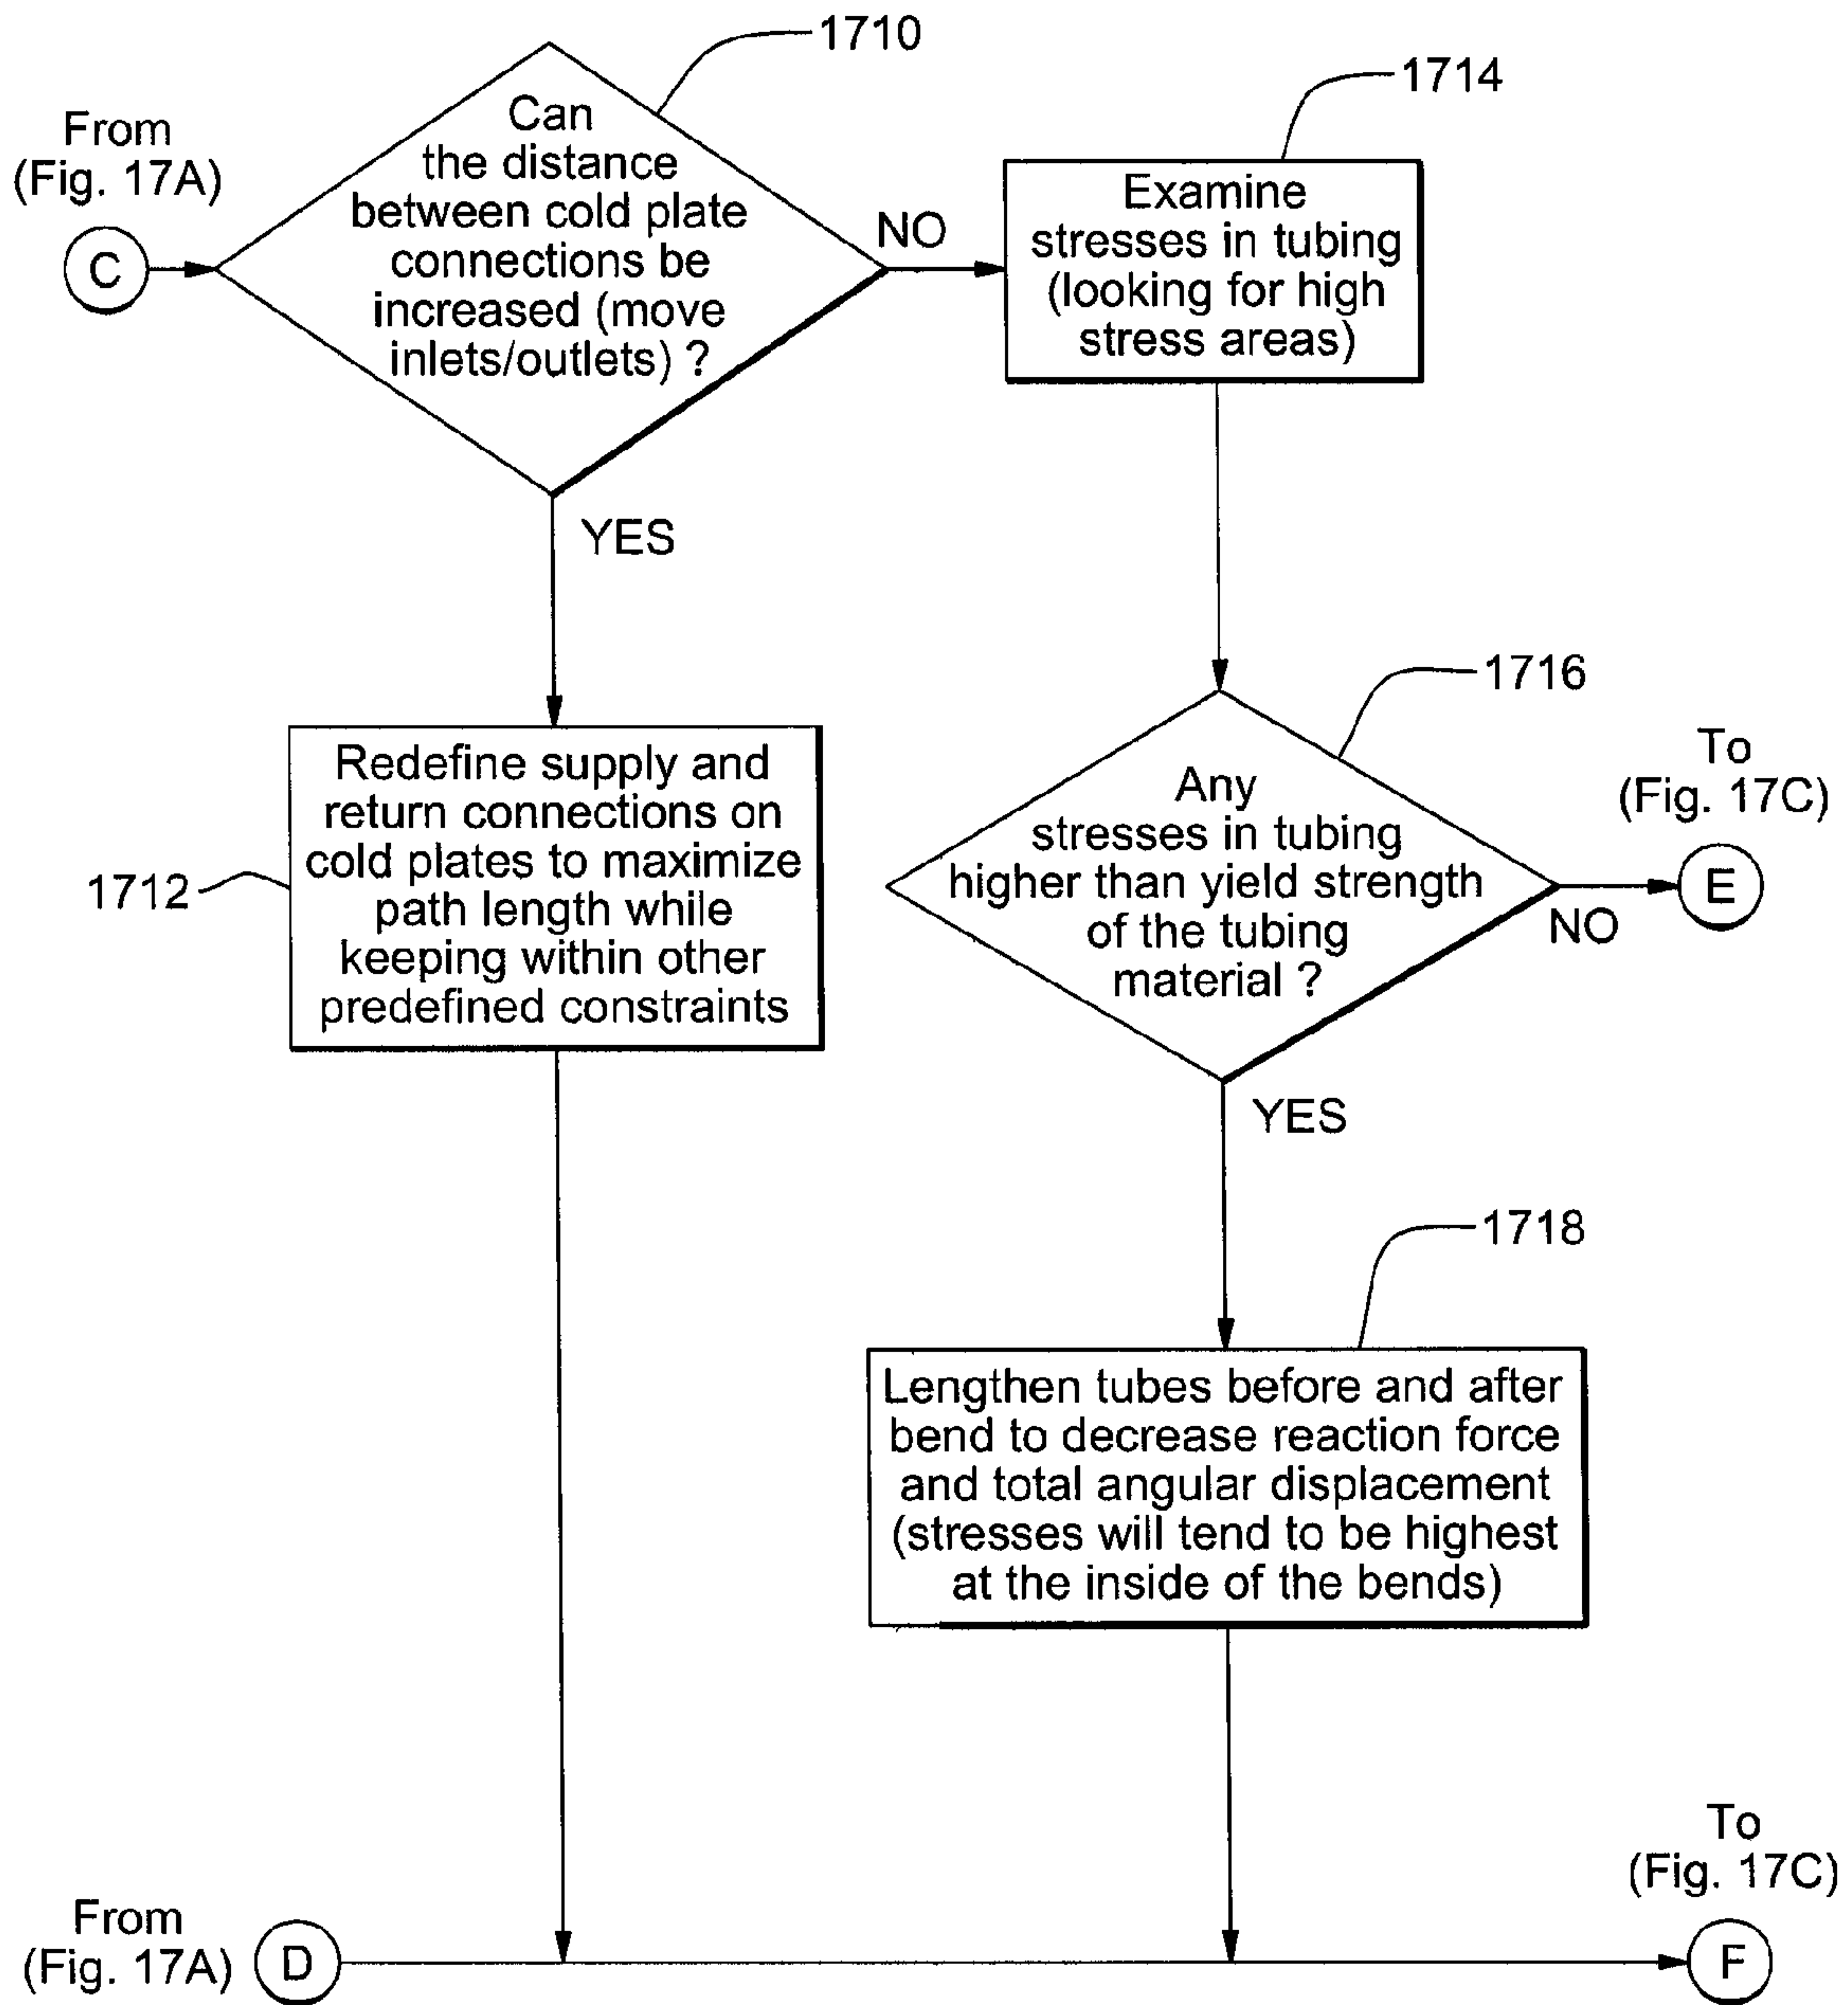 1710
1714
From
(Fig. 17A)
C
Can
the distance
between cold plate
connections be
increased (move
inlets/outlets) ?
NO
Examine
stresses in tubing
(looking for high
stress areas)
YES
1716
1712
Redefine supply and
return connections on
cold plates to maximize
path length while
keeping within other
predefined constraints
Any
stresses in tubing
higher than yield strength
of the tubing
material ?
To
(Fig. 17C)
E
NO
YES
1718
Lengthen tubes before and after
bend to decrease reaction force
and total angular displacement
(stresses will tend to be highest
at the inside of the bends)
From
(Fig. 17A)
D
To
(Fig. 17C)
F